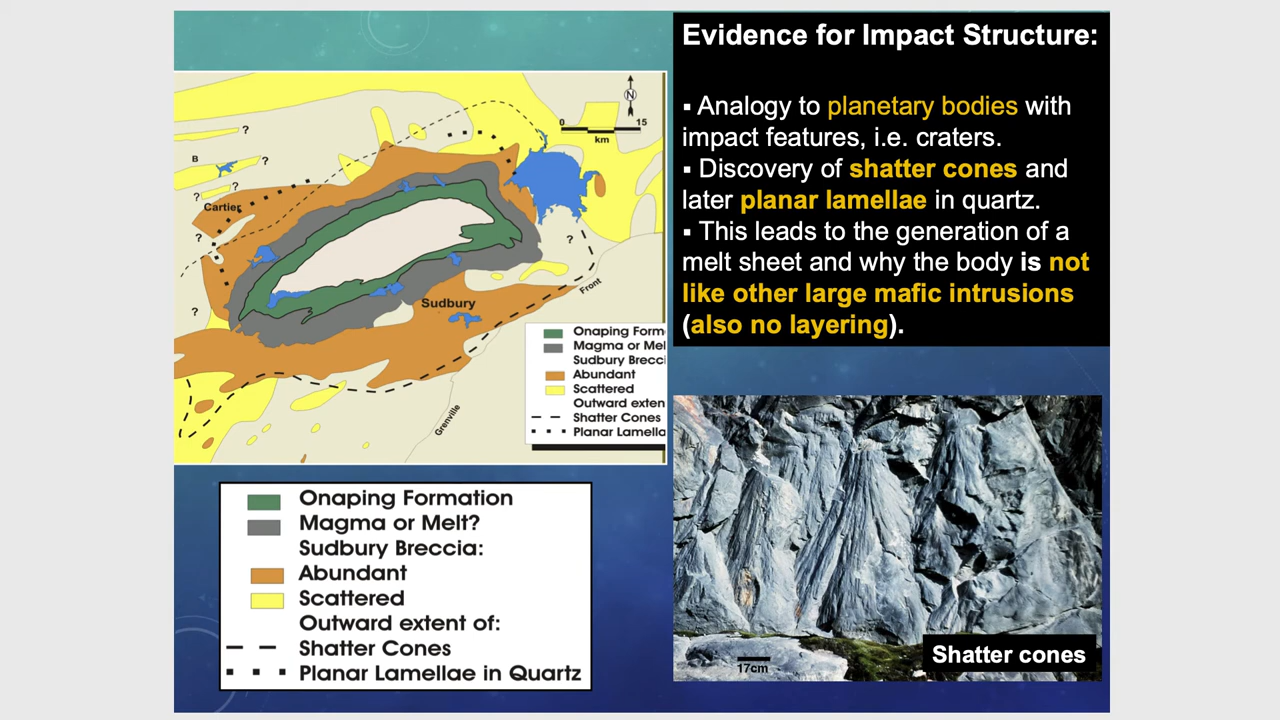 Evidence for Impact Structure:
▪ Analogy to planetary bodies with
impact features, i.e. craters.
▪ Discovery of shatter cones and
later planar lamellae in quartz.
▪ This leads to the generation of a
melt sheet and why the body is not
like other large mafic intrusions
(also no layering).
N
0 15
km
?
B
?
?
?
Cartier
?
?
?
Sudbury
Front
Grenville
Onaping Form
Magma or Mel
Sudbury Brecci
Abundant
Scattered
Outward exten
Shatter Cones
Planar Lamella
Onaping Formation
Magma or Melt?
Sudbury Breccia:
Abundant
Scattered
Outward extent of:
Shatter Cones
Planar Lamellae in Quartz
17cm
Shatter cones